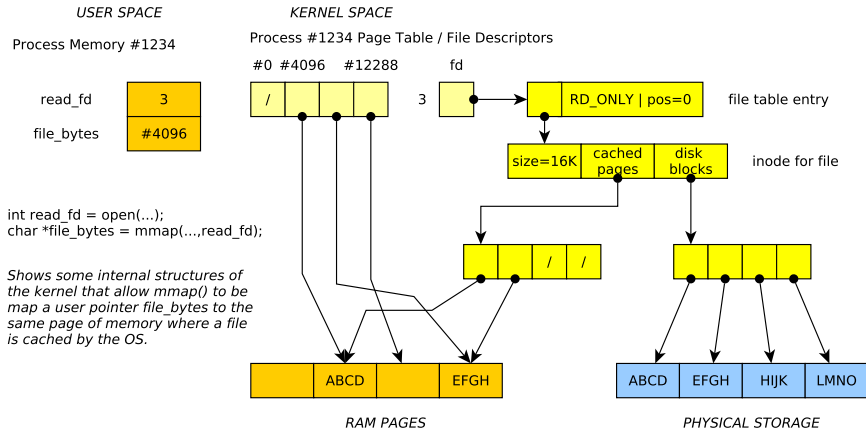 USER SPACE
KERNEL SPACE
Process Memory #1234
Process #1234 Page Table / File Descriptors
#0 #4096 #12288 fd
read_fd 3
/ 3 RD_ONLY | pos=0 file table entry
file_bytes #4096
size=16K cached pages disk blocks inode for file
int read_fd = open(...);
char *file_bytes = mmap(...,read_fd);
/ /
Shows some internal structures of
the kernel that allow mmap() to be
map a user pointer file_bytes to the
same page of memory where a file
is cached by the OS.
ABCD EFGH
ABCD EFGH HIJK LMNO
RAM PAGES
PHYSICAL STORAGE